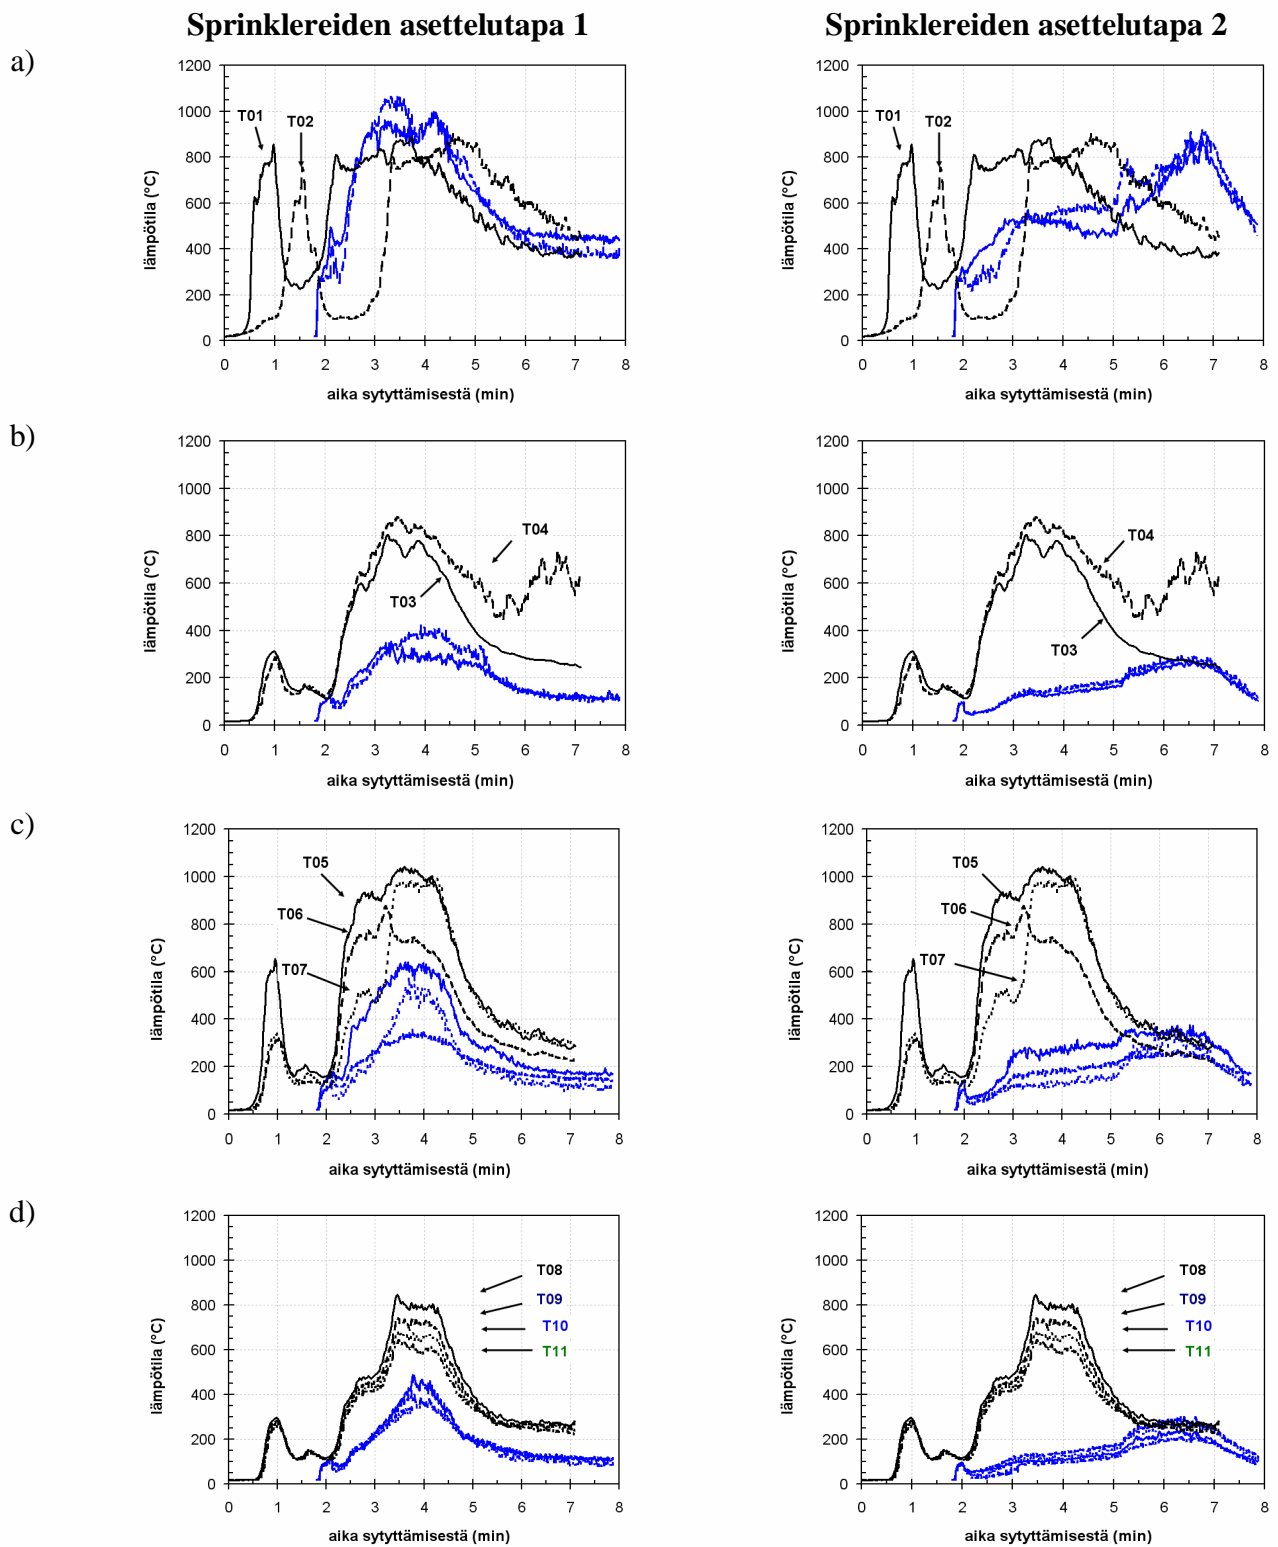 Sprinklereiden asettelutapa 1
Sprinklereiden asettelutapa 2
a)
1200
1000
800
600
400
200
0
lämpötila (°C)
T01
T02
0 1 2 3 4 5 6 7 8
aika sytyttämisestä (min)
1200
1000
800
600
400
200
0
lämpötila (°C)
T01
T02
0 1 2 3 4 5 6 7 8
aika sytyttämisestä (min)
b)
1200
1000
800
600
400
200
0
lämpötila (°C)
T04
T03
0 1 2 3 4 5 6 7 8
aika sytyttämisestä (min)
1200
1000
800
600
400
200
0
lämpötila (°C)
T04
T03
0 1 2 3 4 5 6 7 8
aika sytyttämisestä (min)
c)
1200
1000
800
600
400
200
0
lämpötila (°C)
T05
T06
T07
0 1 2 3 4 5 6 7 8
aika sytyttämisestä (min)
1200
1000
800
600
400
200
0
lämpötila (°C)
T05
T06
T07
0 1 2 3 4 5 6 7 8
aika sytyttämisestä (min)
d)
1200
1000
800
600
400
200
0
lämpötila (°C)
T08
T09
T10
T11
0 1 2 3 4 5 6 7 8
aika sytyttämisestä (min)
1200
1000
800
600
400
200
0
lämpötila (°C)
T08
T09
T10
T11
0 1 2 3 4 5 6 7 8
aika sytyttämisestä (min)